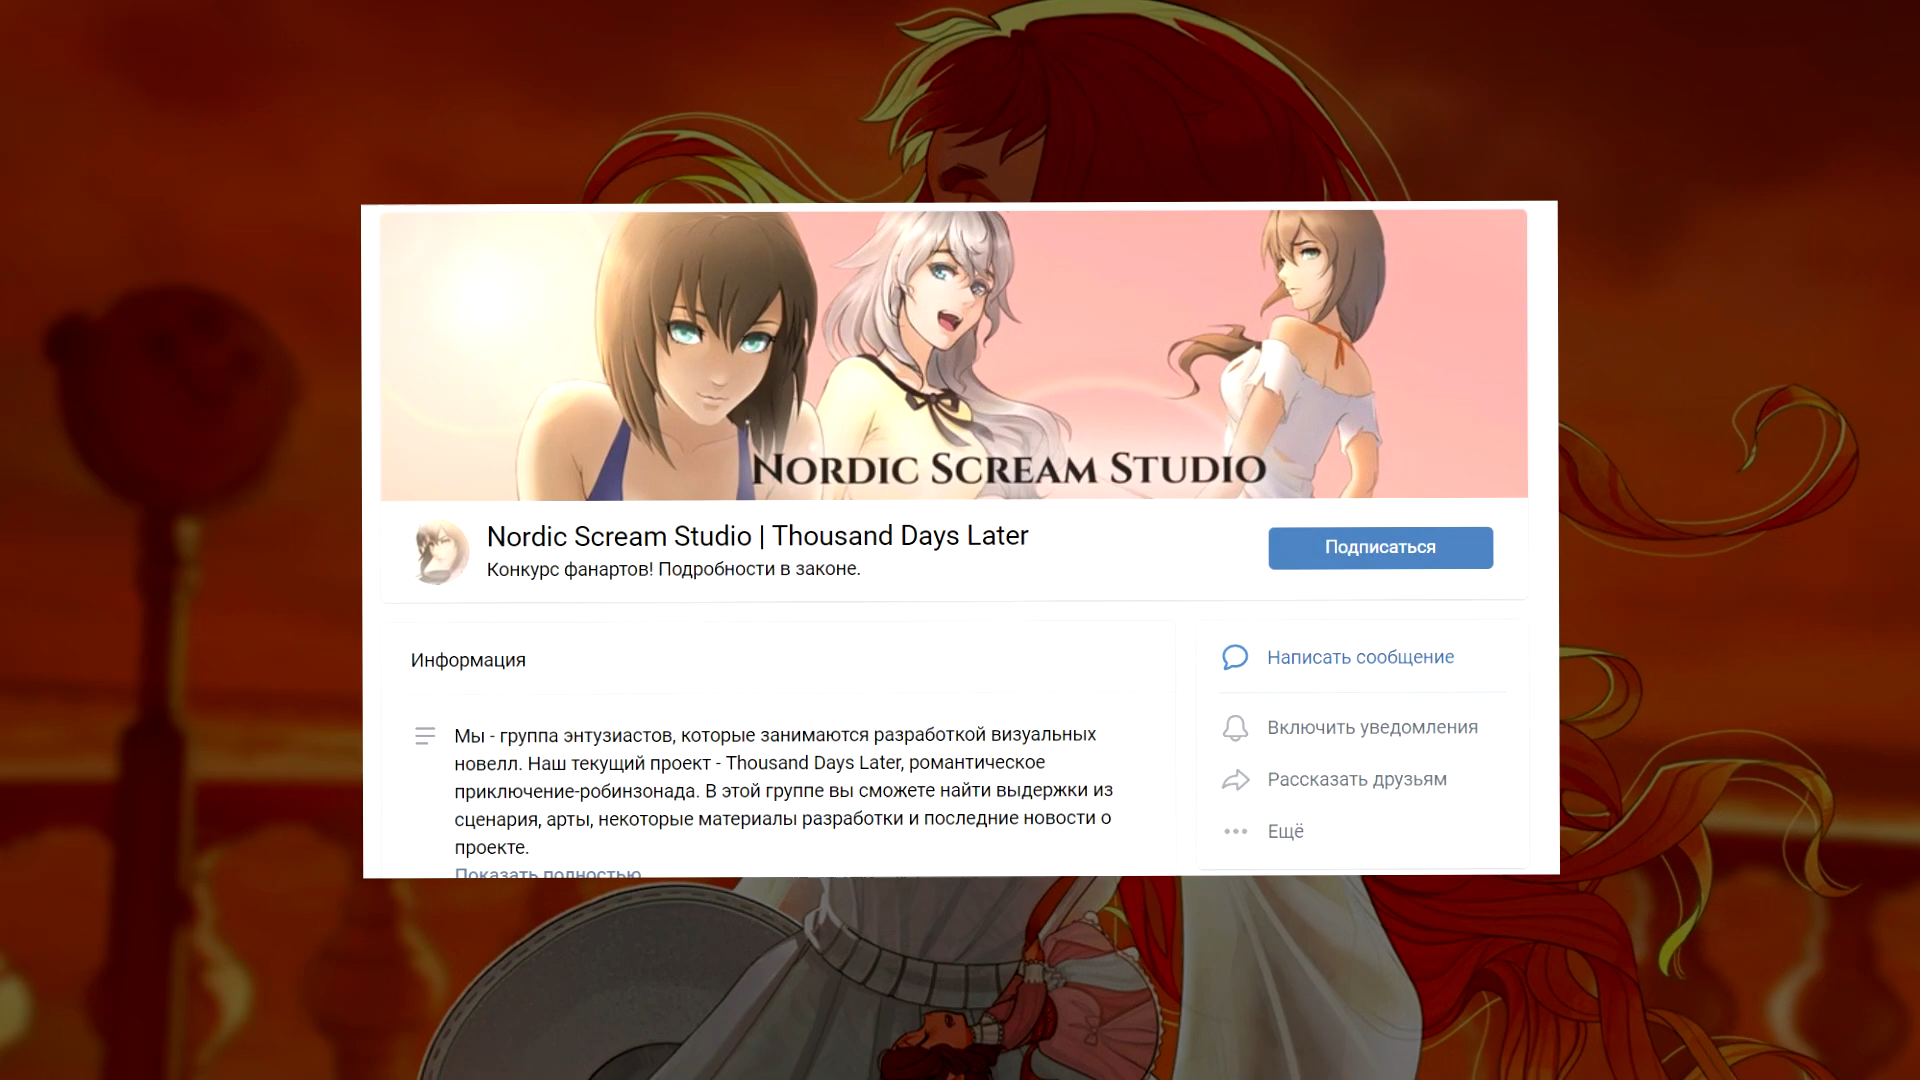 NORDIC SCREAM STUDIO
Nordic Scream Studio | Thousand Days Later
Конкурс фанартов! Подробности в законе.
Подписаться
Информация
Мы - группа энтузиастов, которые занимаются разработкой визуальных
новелл. Наш текущий проект - Thousand Days Later, романтическое
приключение-робинзонада. В этой группе вы сможете найти выдержки из
сценария, арты, некоторые материалы разработки и последние новости о
проекте.
Показать полностью
Написать сообщение
Включить уведомления
Рассказать друзьям
Ещё